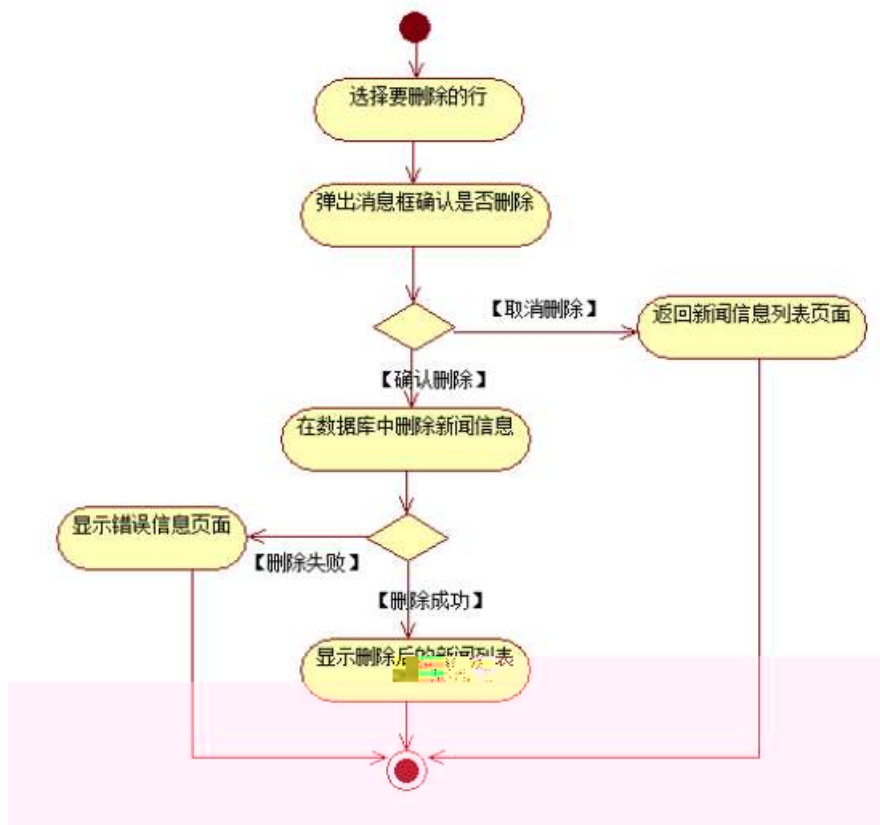 选择要删除的行
弹出消息框确认是否删除
【取消删除】
返回新闻信息列表页面
【确认删除】
在数据库中删除新闻信息
显示错误信息页面
【删除失败】
【删除成功】
显示删除后的新闻列表